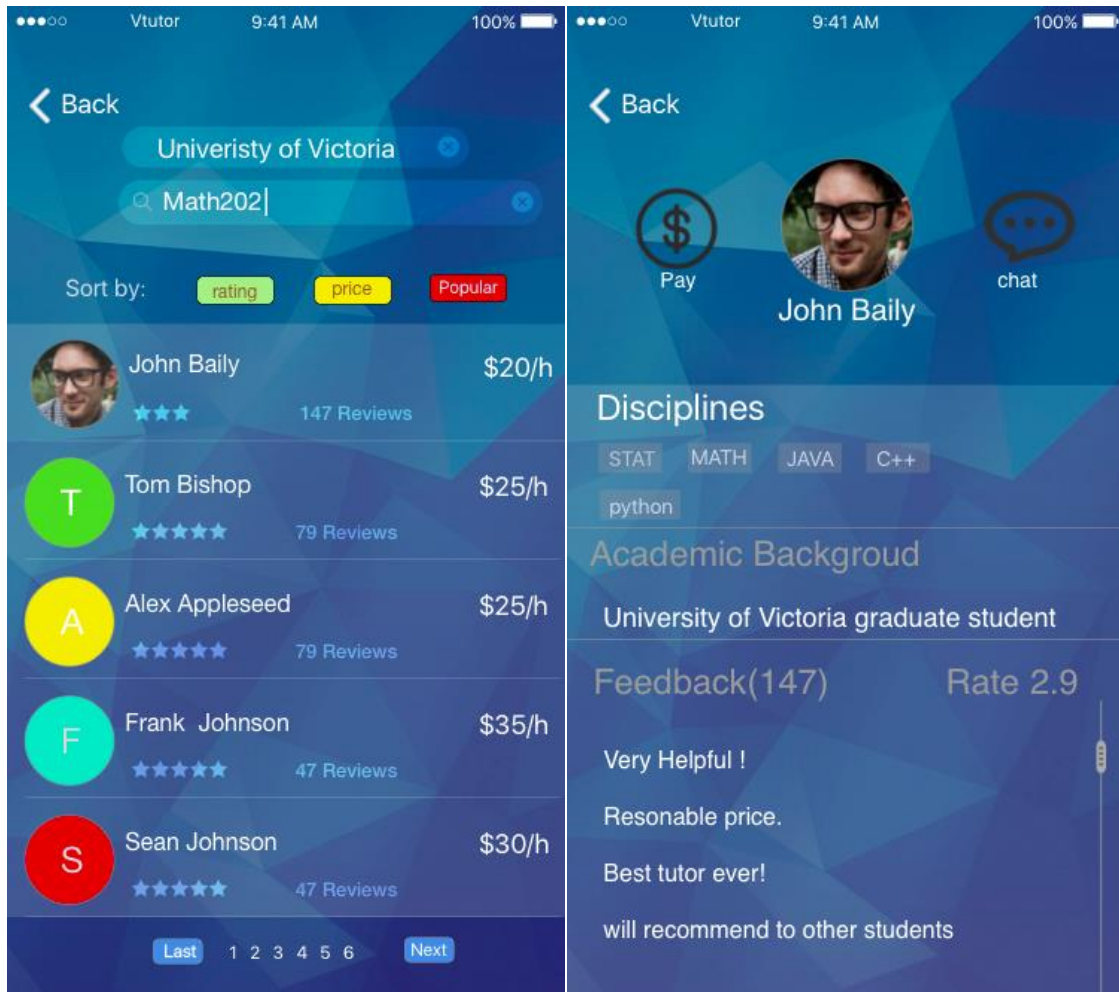 Vtutor 9:41 AM 100%
Back
Univeristy of Victoria
Math202
Sort by: rating price Popular
John Baily $20/h
147 Reviews
T Tom Bishop $25/h
79 Reviews
A Alex Appleseed $25/h
79 Reviews
F Frank Johnson $35/h
47 Reviews
S Sean Johnson $30/h
47 Reviews
Last 1 2 3 4 5 6 Next
Vtutor 9:41 AM 100%
Back
$
Pay chat
John Baily
Disciplines
STAT MATH JAVA C++
python
Academic Backgroud
University of Victoria graduate student
Feedback(147) Rate 2.9
Very Helpful !
Resonable price.
Best tutor ever!
will recommend to other students